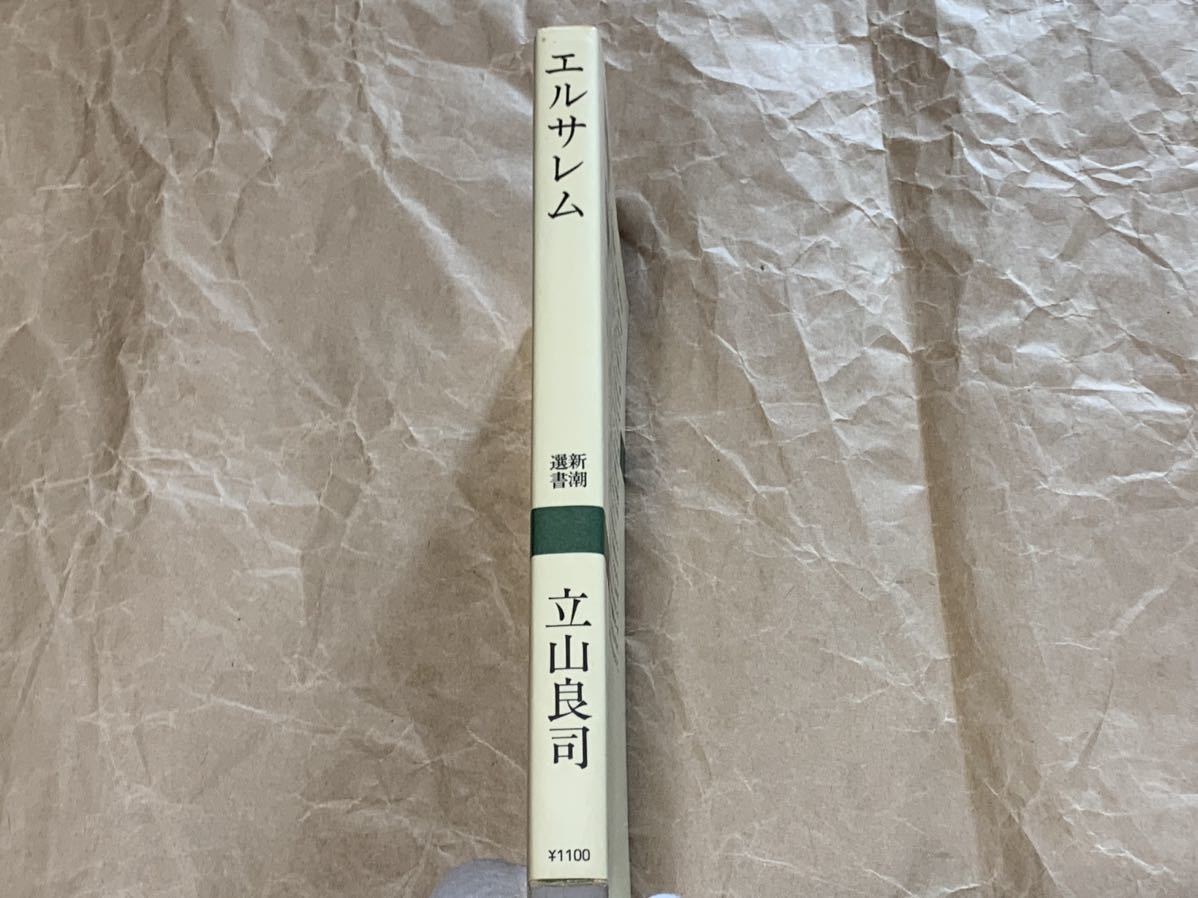 エルサレム
新潮
選書
立山良司
¥1100